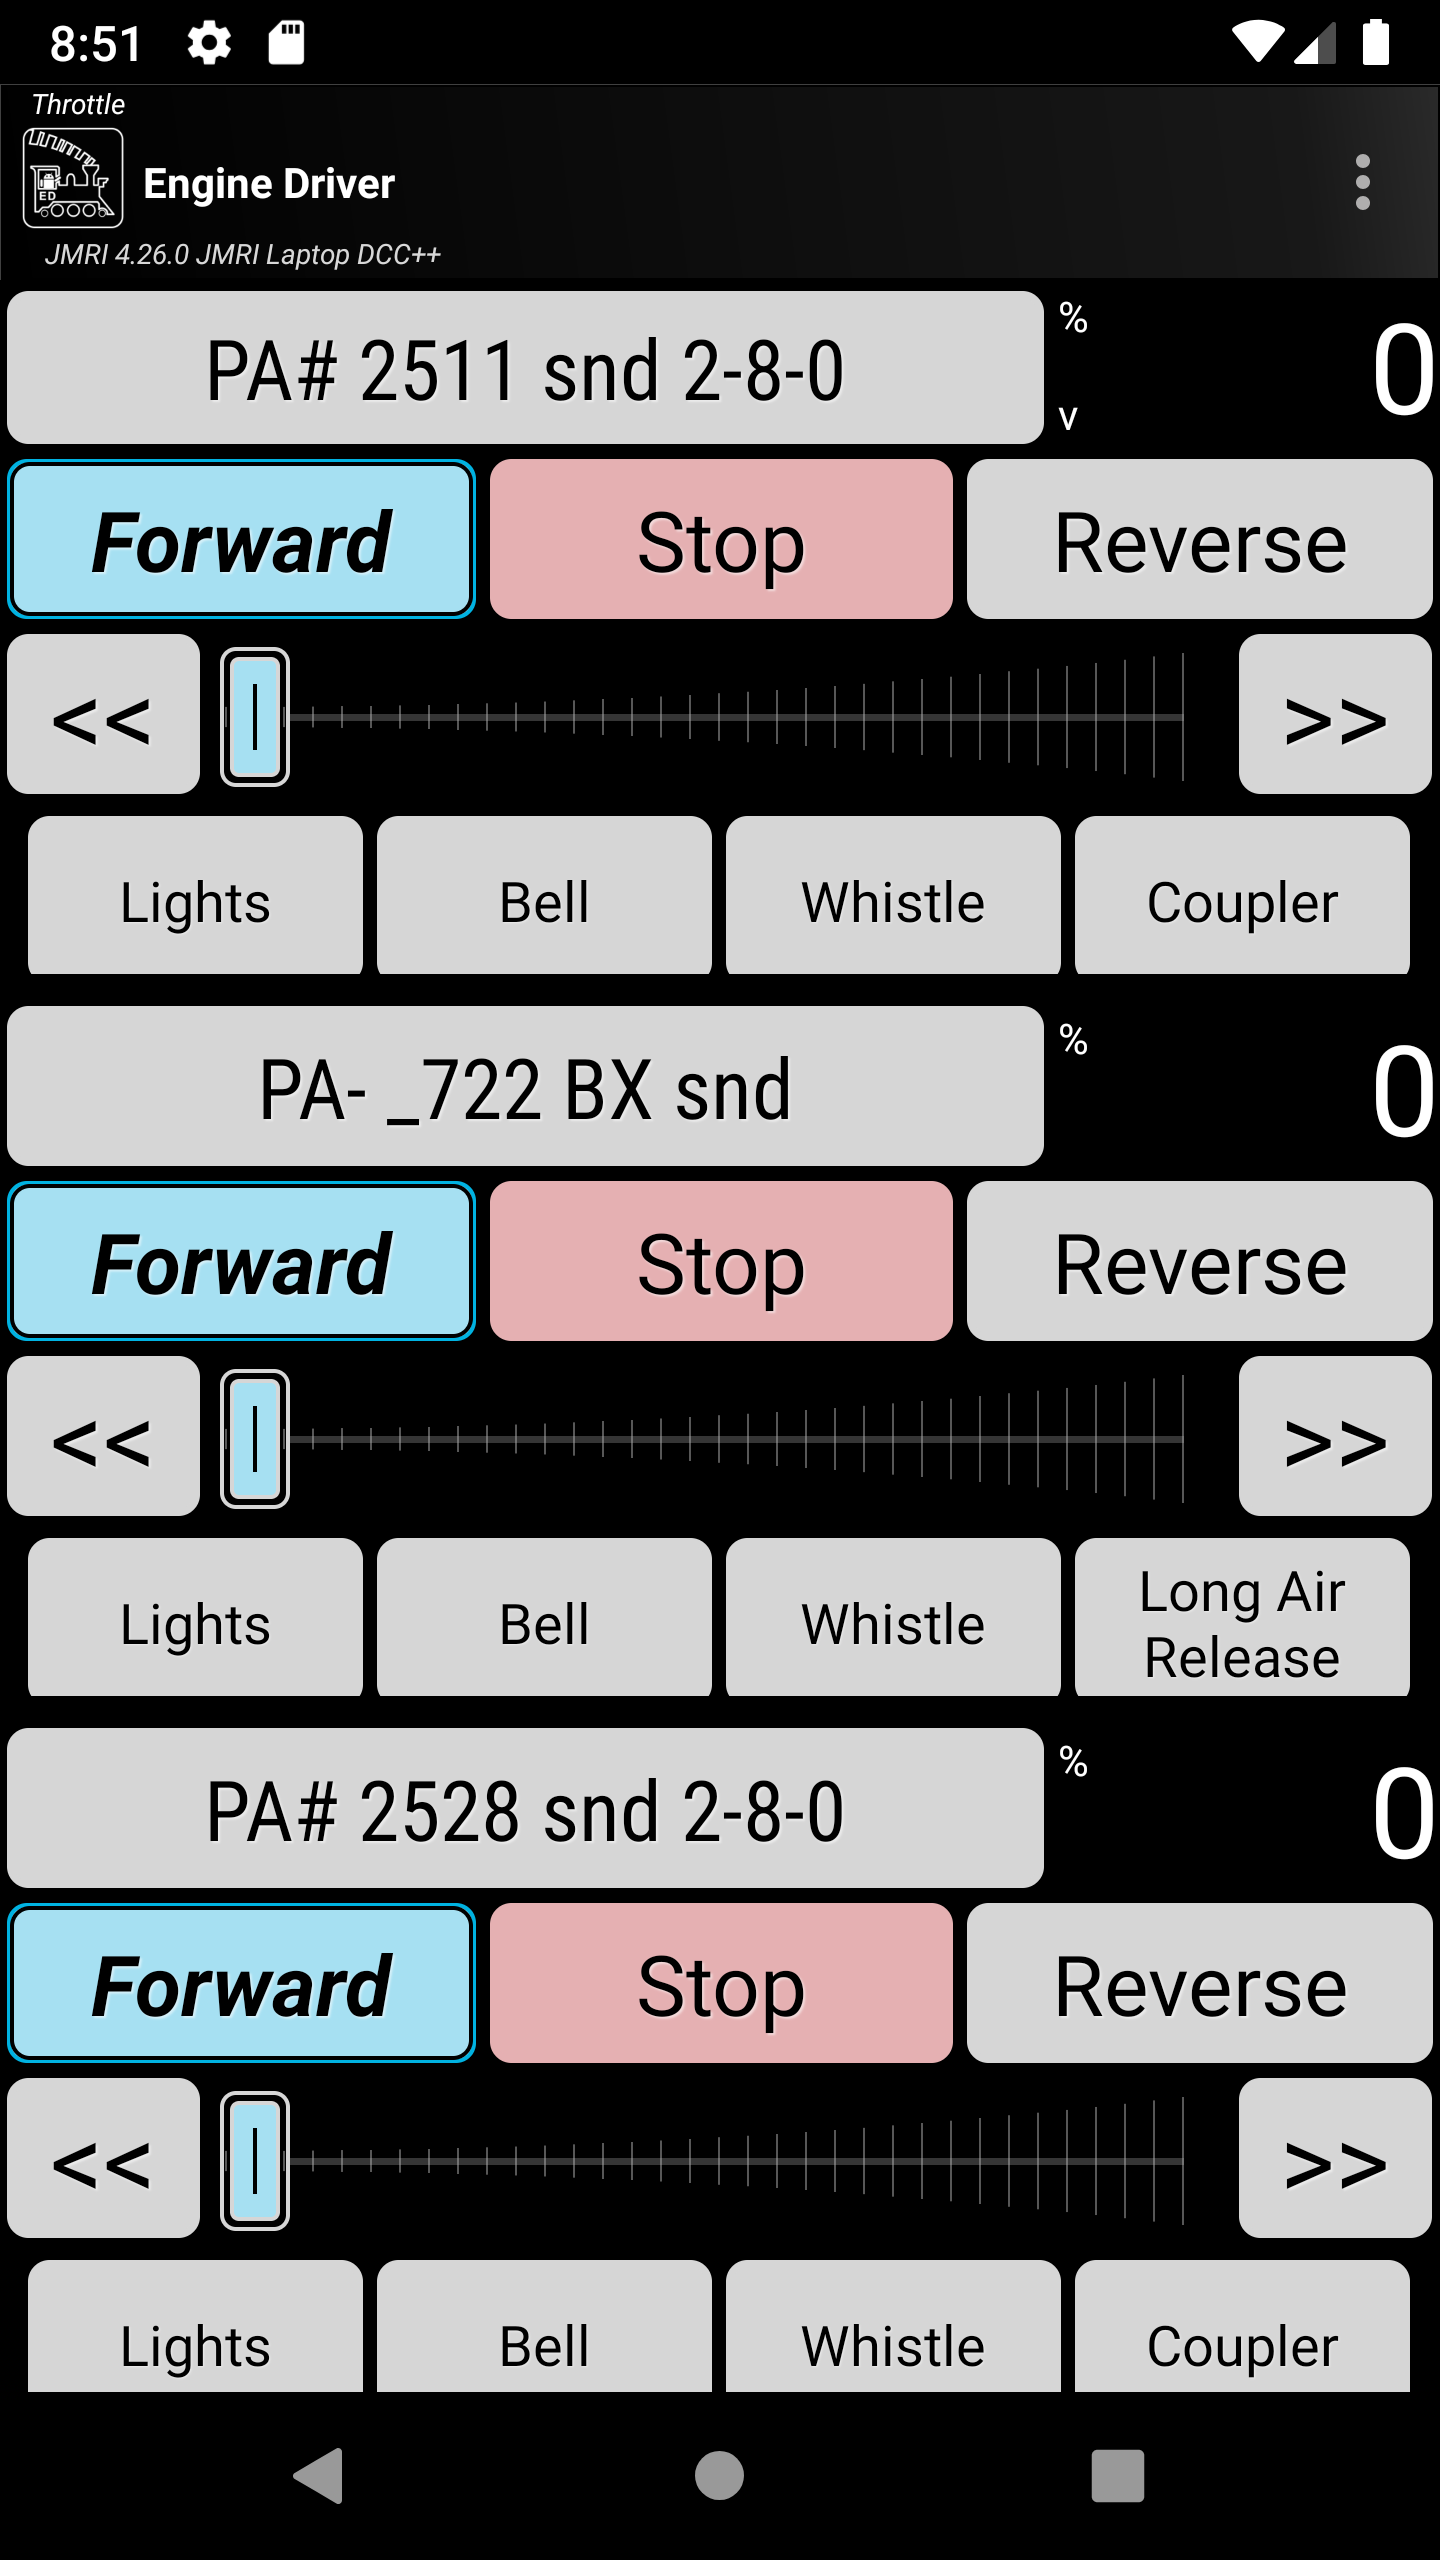 8:51
Throttle
ED
Engine Driver
JMRI 4.26.0 JMRI Laptop DCC++
PA# 2511 snd 2-8-0
%
v
0
Forward Stop Reverse
<< >>
Lights Bell Whistle Coupler
PA- _722 BX snd
%
0
Forward Stop Reverse
<< >>
Lights Bell Whistle Long Air
Release
PA# 2528 snd 2-8-0
%
0
Forward Stop Reverse
<< >>
Lights Bell Whistle Coupler